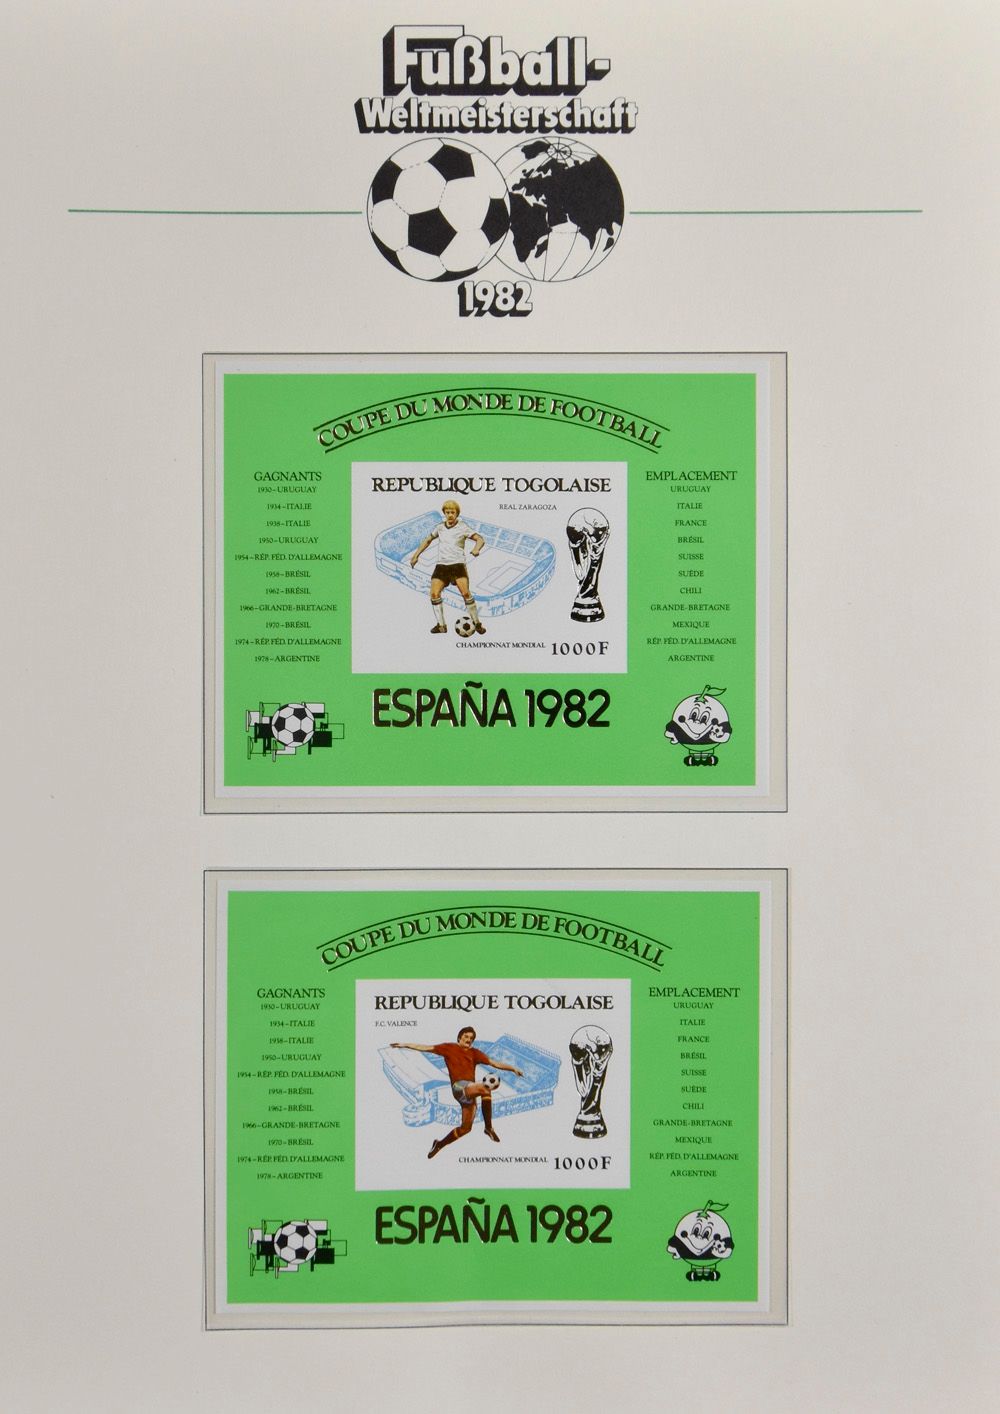 Fußball-
Weltmeisterschaft
1982
COUPE DU MONDE DE FOOTBALL
GAGNANTS
1930–URUGUAY
1934–ITALIE
1938–ITALIE
1950–URUGUAY
1954–RÉP. FÉD. D'ALLEMAGNE
1958–BRÉSIL
1962–BRÉSIL
1966–GRANDE-BRETAGNE
1970–BRÉSIL
1974–RÉP. FÉD. D'ALLEMAGNE
1978–ARGENTINE
REPUBLIQUE TOGOLAISE
REAL ZARAGOZA
CHAMPIONNAT MONDIAL 1000F
EMPLACEMENT
URUGUAY
ITALIE
FRANCE
BRÉSIL
SUISSE
SUÈDE
CHILI
GRANDE-BRETAGNE
MEXIQUE
RÉP. FÉD. D'ALLEMAGNE
ARGENTINE
ESPAÑA 1982
COUPE DU MONDE DE FOOTBALL
GAGNANTS
1930–URUGUAY
1934–ITALIE
1938–ITALIE
1950–URUGUAY
1954–RÉP. FÉD. D'ALLEMAGNE
1958–BRÉSIL
1962–BRÉSIL
1966–GRANDE-BRETAGNE
1970–BRÉSIL
1974–RÉP. FÉD. D'ALLEMAGNE
1978–ARGENTINE
REPUBLIQUE TOGOLAISE
F.C. VALENCE
CHAMPIONNAT MONDIAL 1000F
EMPLACEMENT
URUGUAY
ITALIE
FRANCE
BRÉSIL
SUISSE
SUÈDE
CHILI
GRANDE-BRETAGNE
MEXIQUE
RÉP. FÉD. D'ALLEMAGNE
ARGENTINE
ESPAÑA 1982